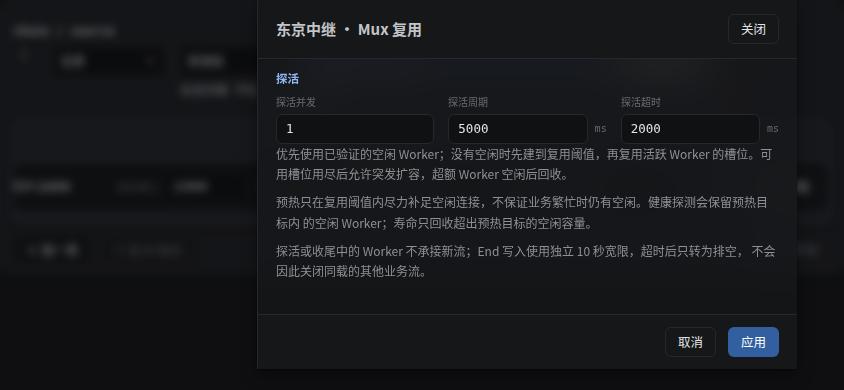 东京中继 · Mux 复用
关闭
探活
探活并发
探活周期
探活超时
1
5000
ms
2000
ms
优先使用已验证的空闲 Worker；没有空闲时先建到复用阈值，再复用活跃 Worker 的槽位。可
用槽位用尽后允许突发扩容，超额 Worker 空闲后回收。
预热只在复用阈值内尽力补足空闲连接，不保证业务繁忙时仍有空闲。健康探测会保留预热目
标内 的空闲 Worker；寿命只回收超出预热目标的空闲容量。
探活或收尾中的 Worker 不承接新流；End 写入使用独立 10 秒宽限，超时后只转为排空， 不会
因此关闭同载的其他业务流。
取消
应用